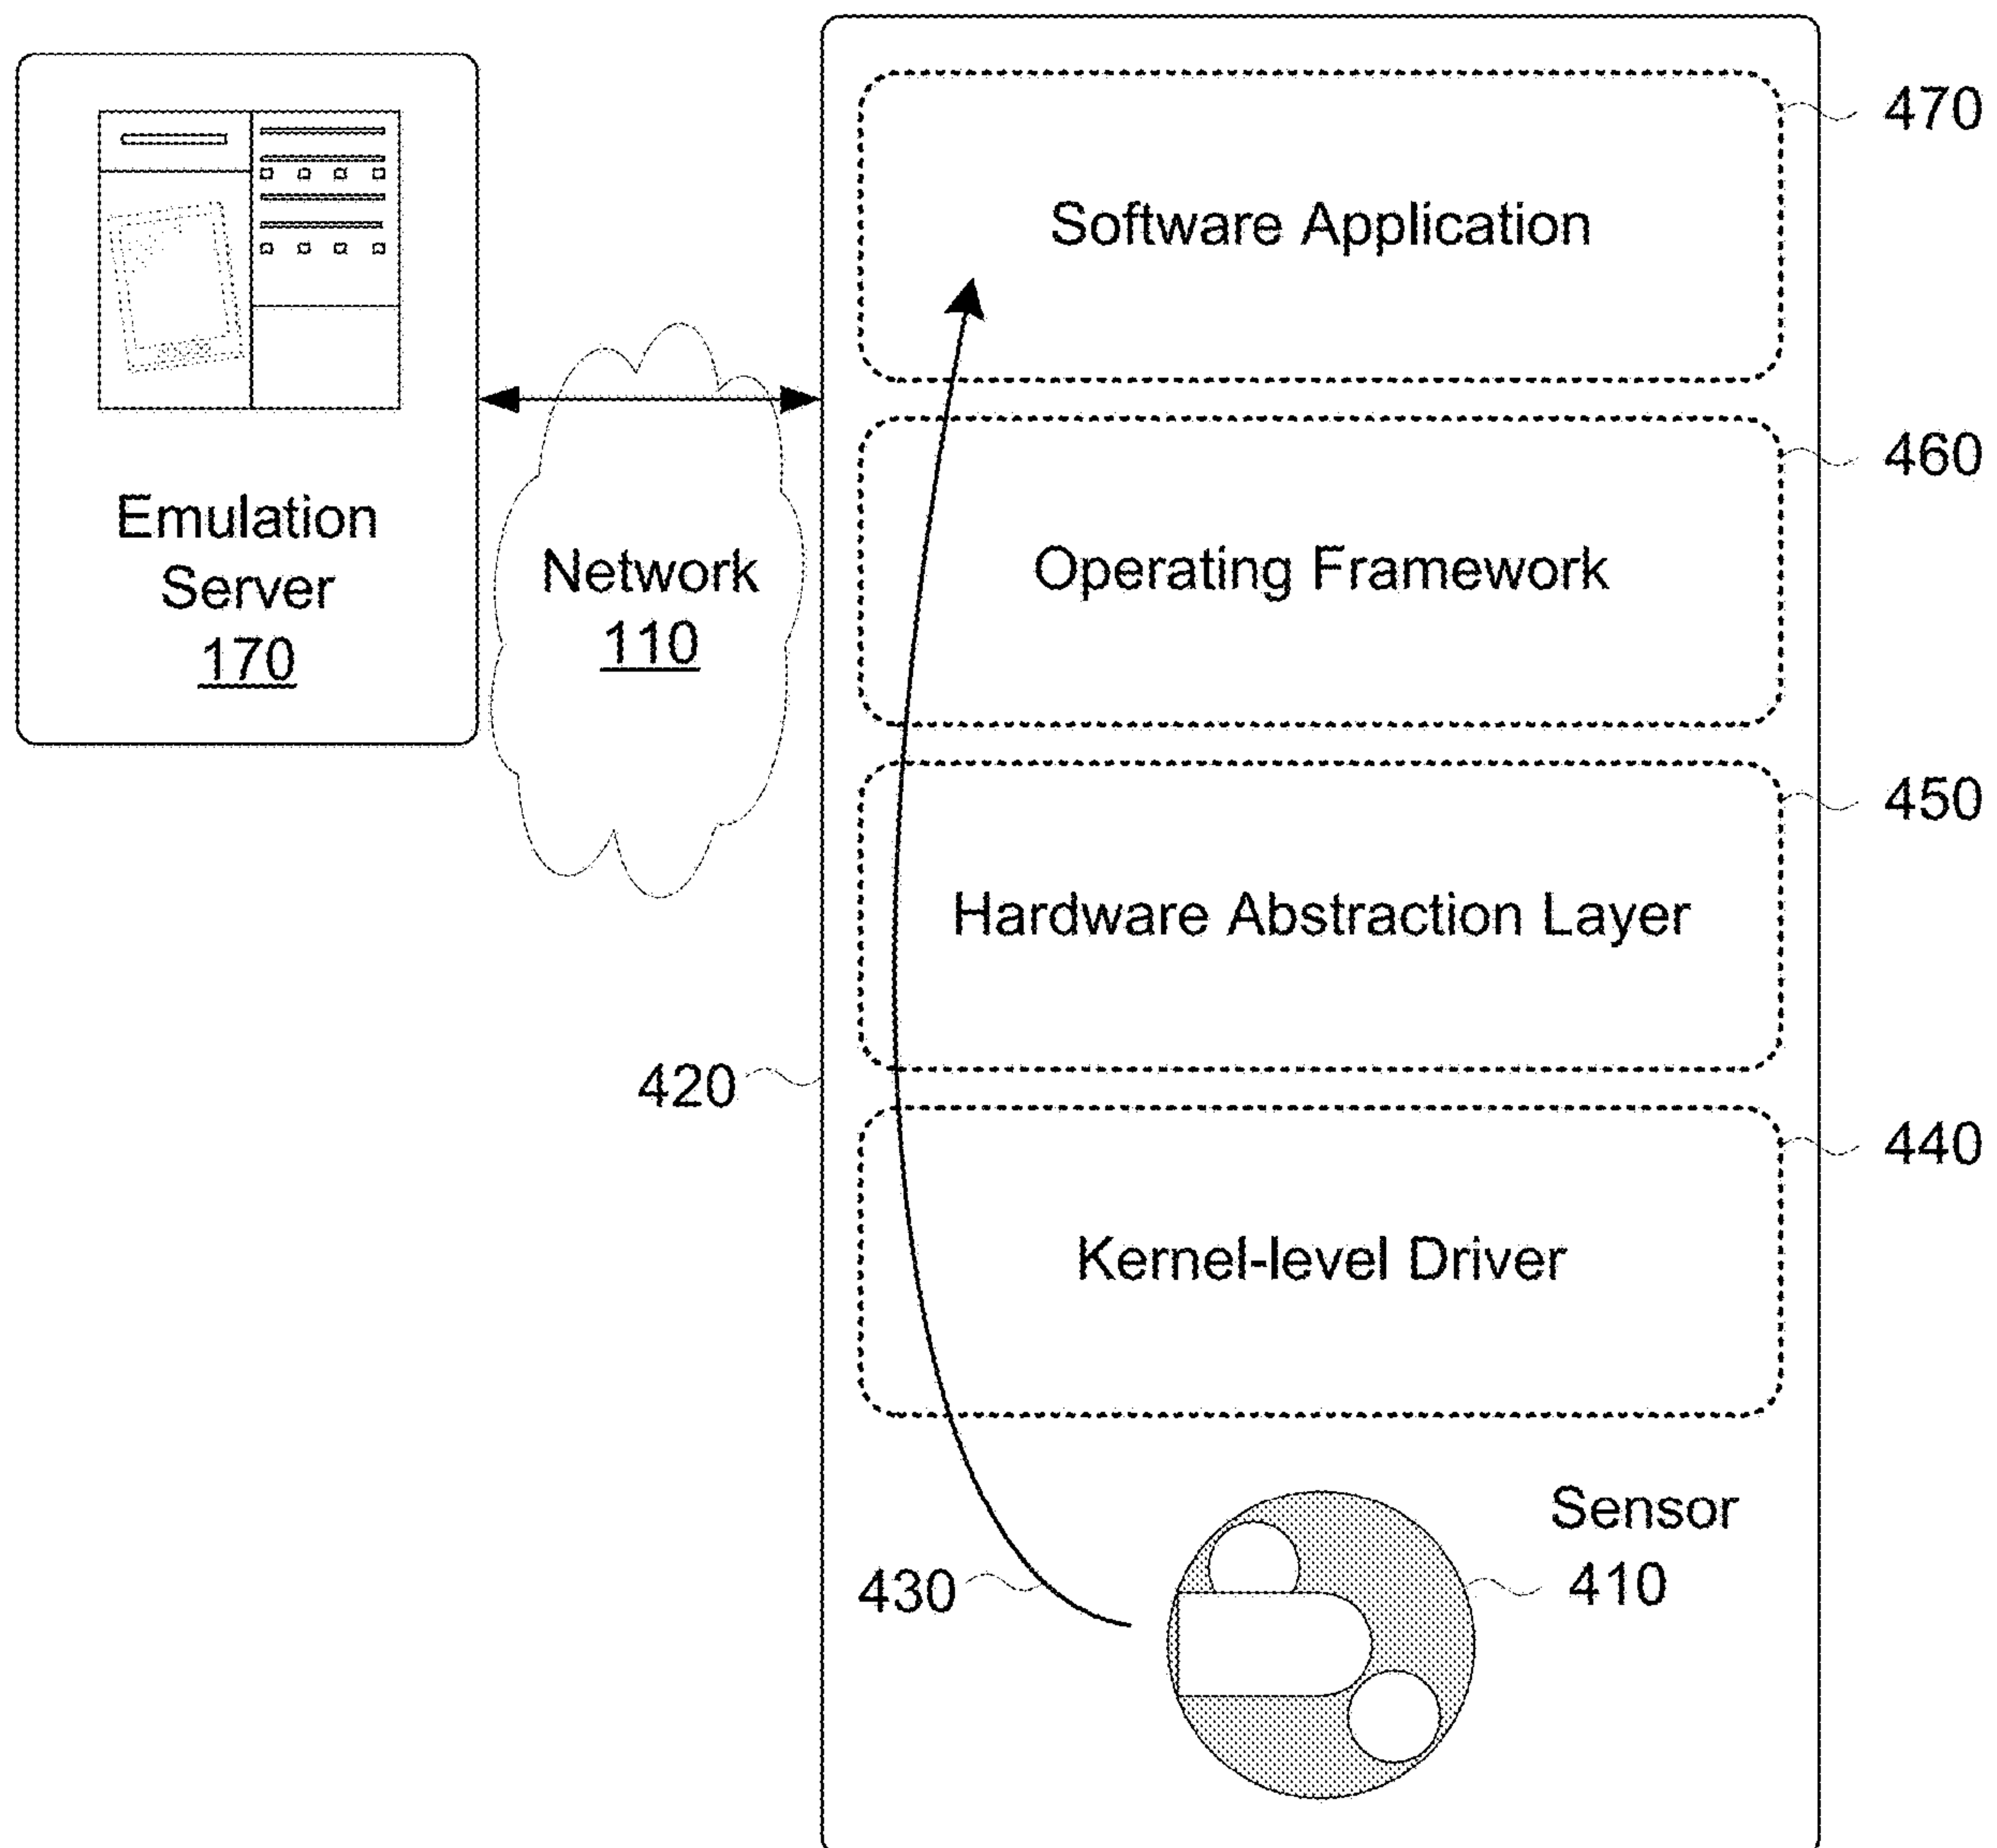 Emulation
Server
170
Network
110
Software Application
470
Operating Framework
460
Hardware Abstraction Layer
450
420
Kernel-level Driver
440
Sensor
410
430